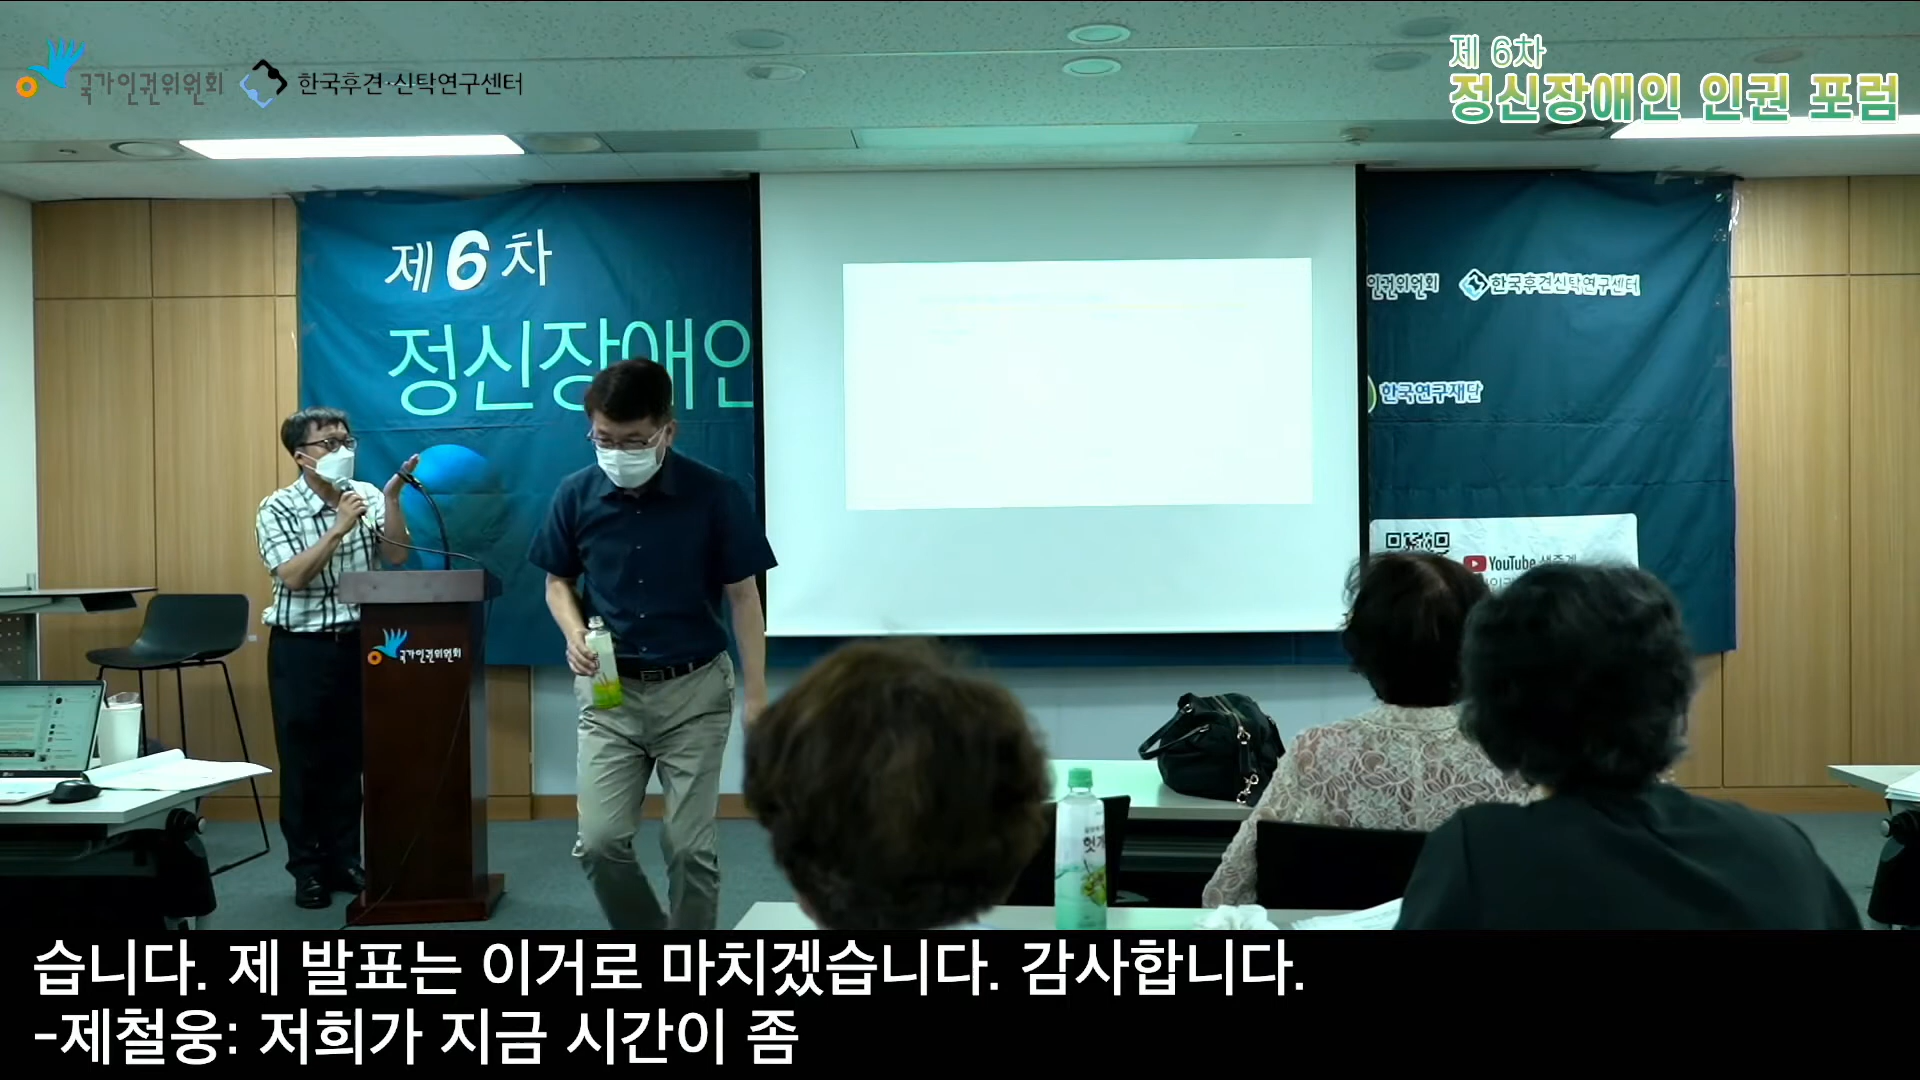 국가인권위원회
한국후견·신탁연구센터
제 6차
정신장애인 인권 포럼
제6차
정신장애인
인권위원회
한국후견신탁연구센터
한국연구재단
YouTube 생중계
국가인권위원회
헛개
습니다. 제 발표는 이거로 마치겠습니다. 감사합니다.
-제철웅: 저희가 지금 시간이 좀